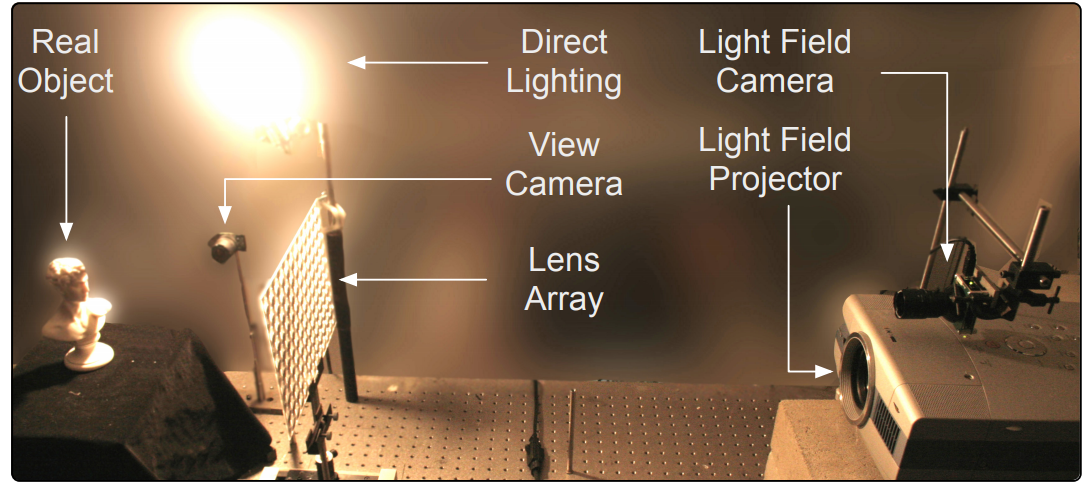 Real
Object
Direct
Lighting
Light Field
Camera
View
Camera
Light Field
Projector
Lens
Array